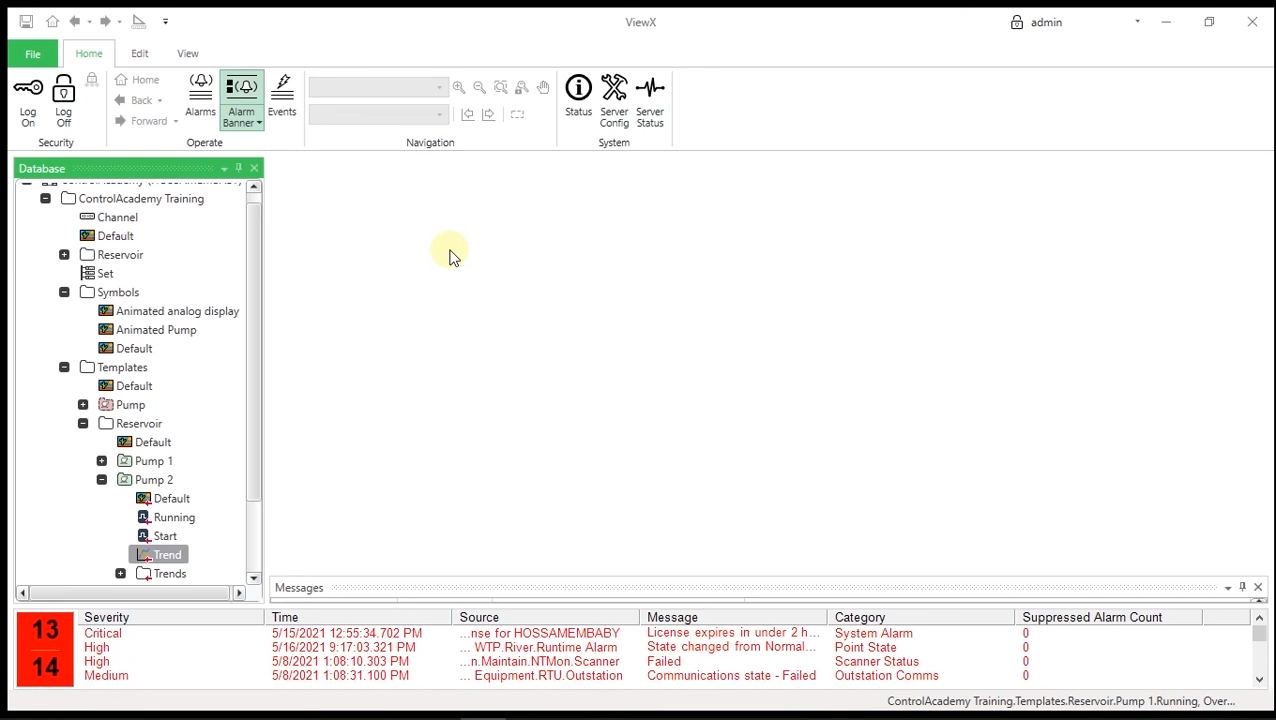 ViewX
admin
File Home Edit View
Log On
Log Off
Home
Back
Forward
Alarms
Alarm Banner
Events
Status
Server Config
Server Status
Security Operate Navigation System
Database
ControlAcademy Training
Channel
Default
Reservoir
Set
Symbols
Animated analog display
Animated Pump
Default
Templates
Default
Pump
Reservoir
Default
Pump 1
Pump 2
Default
Running
Start
Trend
Trends
Messages
13
14
Severity Time Source Message Category Suppressed Alarm Count
Critical 5/15/2021 12:55:34.702 PM ...nse for HOSSAMEMBABY License expires in under 2 h... System Alarm 0
High 5/16/2021 9:17:03.321 PM ... WTP.River.Runtime Alarm State changed from Normal... Point State 0
High 5/8/2021 1:08:10.303 PM ...n.Maintain.NTMon.Scanner Failed Scanner Status 0
Medium 5/8/2021 1:08:31.100 PM ... Equipment.RTU.Outstation Communications state - Failed Outstation Comms 0
ControlAcademy Training.Templates.Reservoir.Pump 1.Running, Over...